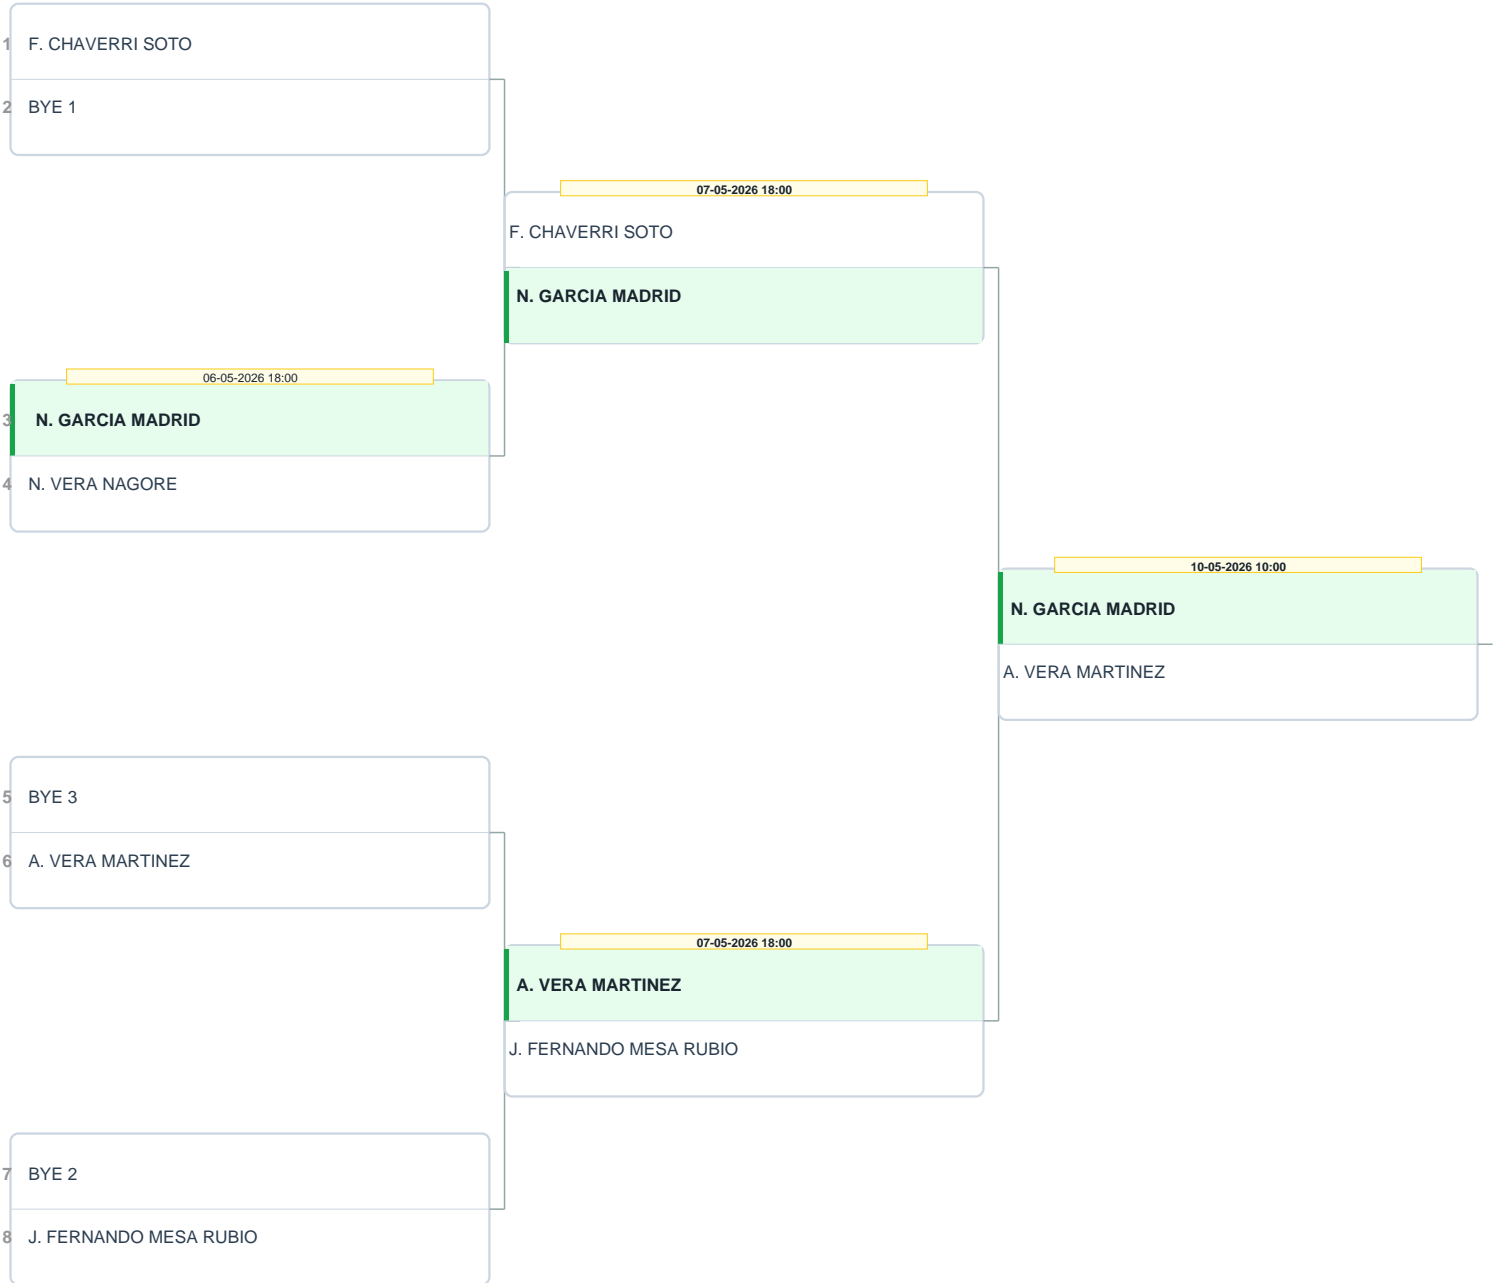 1 F. CHAVERRI SOTO
2 BYE 1
06-05-2026 18:00
3 N. GARCIA MADRID
4 N. VERA NAGORE
5 BYE 3
6 A. VERA MARTINEZ
7 BYE 2
8 J. FERNANDO MESA RUBIO
07-05-2026 18:00
F. CHAVERRI SOTO
N. GARCIA MADRID
07-05-2026 18:00
A. VERA MARTINEZ
J. FERNANDO MESA RUBIO
10-05-2026 10:00
N. GARCIA MADRID
A. VERA MARTINEZ